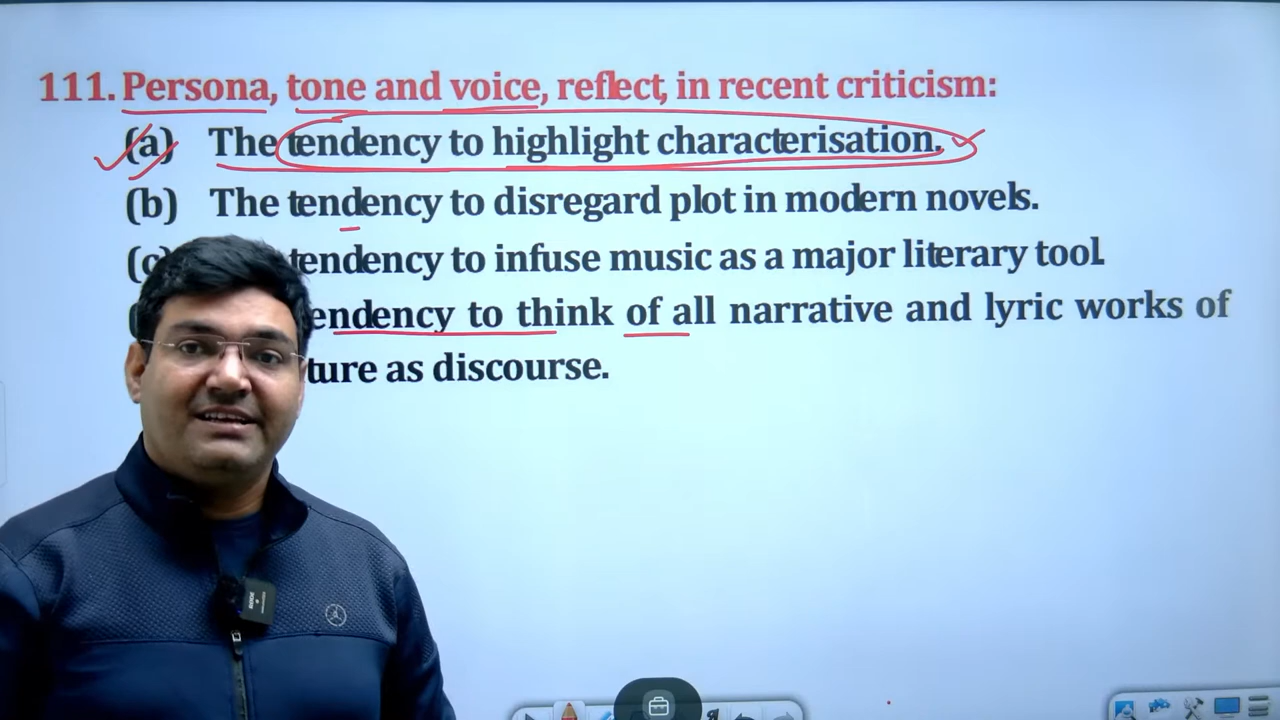 111. Persona, tone and voice, reflect, in recent criticism:
(a) The tendency to highlight characterisation.
(b) The tendency to disregard plot in modern novels.
(c) tendency to infuse music as a major literary tool.
tendency to think of all narrative and lyric works of
as discourse.